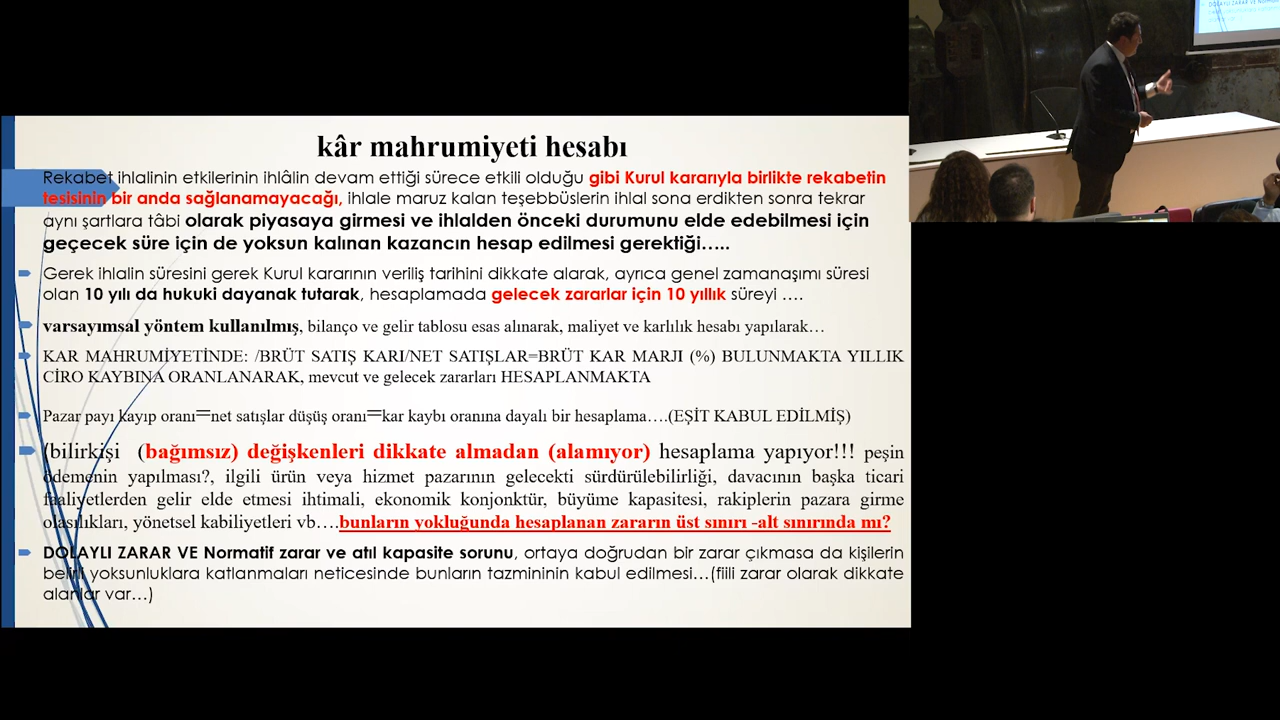 kâr mahrumiyeti hesabı
Rekabet ihlalinin etkilerinin ihlâlin devam ettiği sürece etkili olduğu gibi Kurul kararıyla birlikte rekabetin
tesisinin bir anda sağlanamayacağı, ihlale maruz kalan teşebbüslerin ihlal sona erdikten sonra tekrar
aynı şartlara tâbi olarak piyasaya girmesi ve ihlalden önceki durumunu elde edebilmesi için
geçecek süre için de yoksun kalınan kazancın hesap edilmesi gerektiği…..
Gerek ihlalin süresini gerek Kurul kararının veriliş tarihini dikkate alarak, ayrıca genel zamanaşımı süresi
olan 10 yılı da hukuki dayanak tutarak, hesaplamada gelecek zararlar için 10 yıllık süreyi ….
varsayımsal yöntem kullanılmış, bilanço ve gelir tablosu esas alınarak, maliyet ve karlılık hesabı yapılarak…
KAR MAHRUMİYETİNDE: /BRÜT SATIŞ KARI/NET SATIŞLAR=BRÜT KAR MARJI (%) BULUNMAKTA YILLIK
CİRO KAYBINA ORANLANARAK, mevcut ve gelecek zararları HESAPLANMAKTA
Pazar payı kayıp oranı=net satışlar düşüş oranı=kar kaybı oranına dayalı bir hesaplama….(EŞİT KABUL EDİLMİŞ)
(bilirkişi (bağımsız) değişkenleri dikkate almadan (alamıyor) hesaplama yapıyor!!! peşin
ödemenin yapılması?, ilgili ürün veya hizmet pazarının gelecekti sürdürülebilirliği, davacının başka ticari
faaliyetlerden gelir elde etmesi ihtimali, ekonomik konjonktür, büyüme kapasitesi, rakiplerin pazara girme
olasılıkları, yönetsel kabiliyetleri vb….bunların yokluğunda hesaplanan zararın üst sınırı -alt sınırında mı?
DOLAYLI ZARAR VE Normatif zarar ve atıl kapasite sorunu, ortaya doğrudan bir zarar çıkmasa da kişilerin
belirli yoksunluklara katlanmaları neticesinde bunların tazmininin kabul edilmesi…(fiili zarar olarak dikkate
alanlar var…)